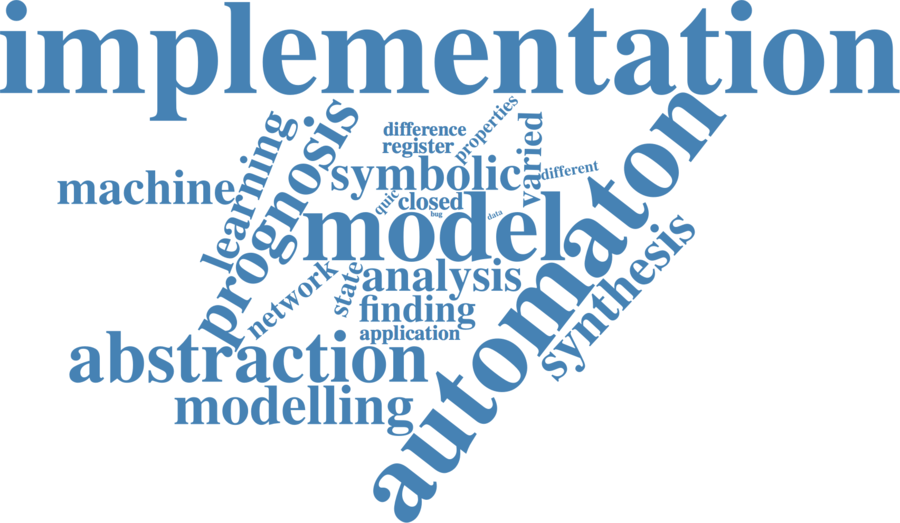 implementation
difference
register
properties
varied
learning
prognosis
machine
symbolic
different
quic
closed
bug
data
model
automaton
analysis
network
state
finding
synthesis
application
abstraction
modelling